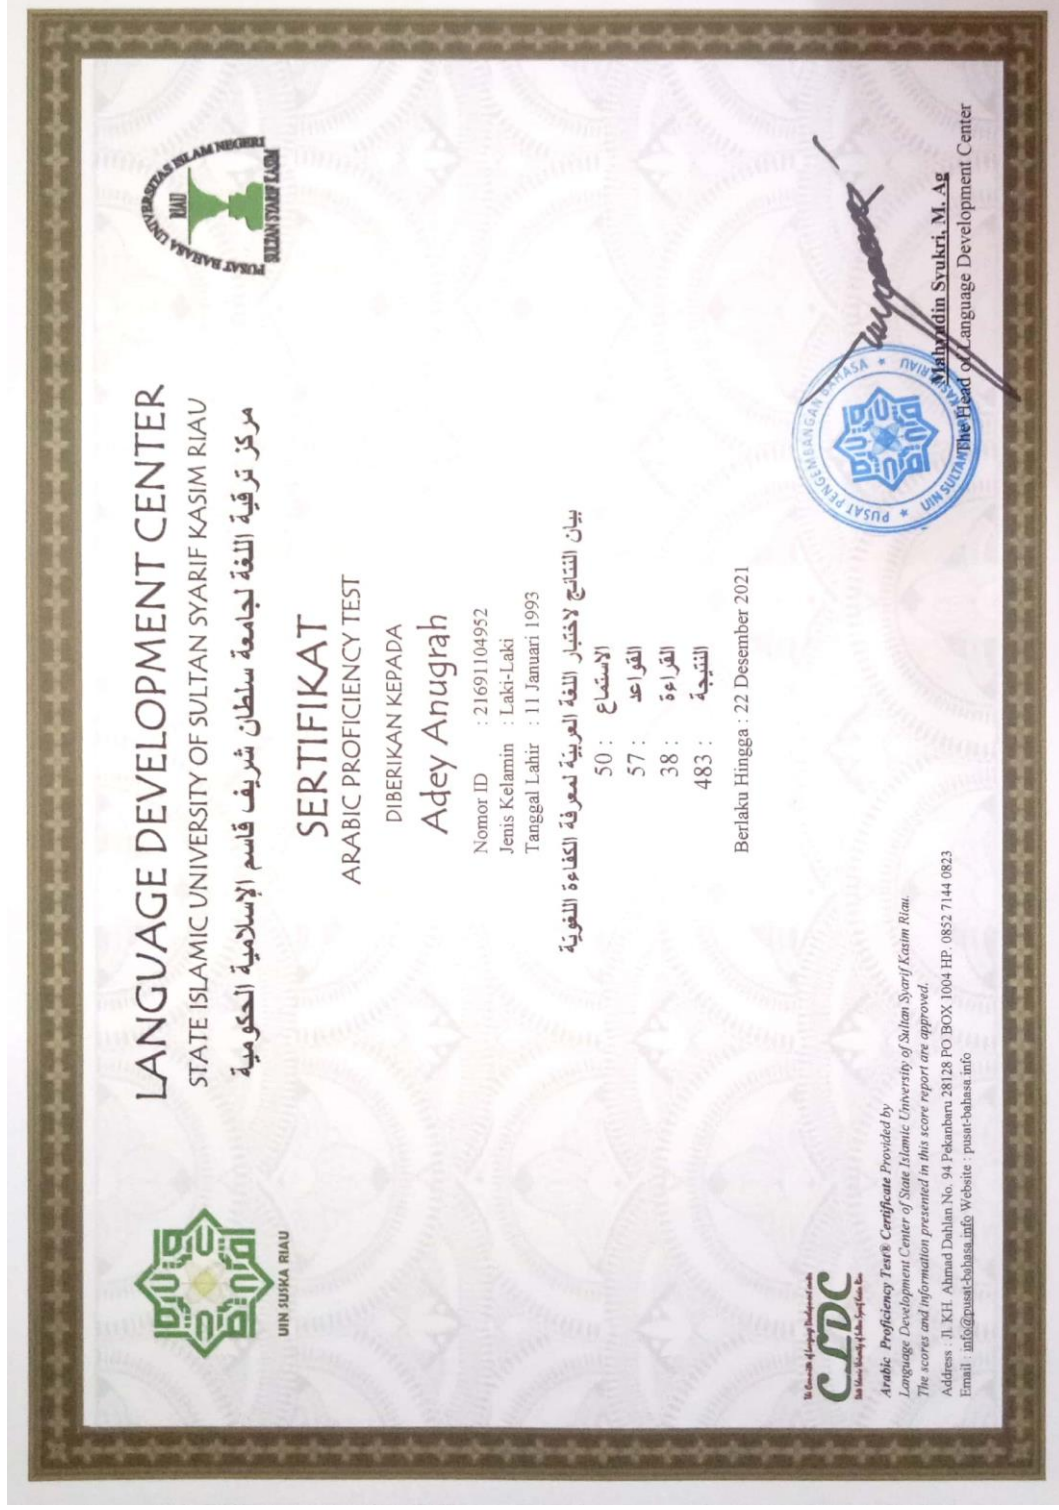 LANGUAGE DEVELOPMENT CENTER
STATE ISLAMIC UNIVERSITY OF SULTAN SYARIF KASIM RIAU
مركز ترقية اللغة لجامعة سلطان شريف قاسم الإسلامية الحكومية
UIN SUSKA RIAU
PUSAT BAHASA UNIVERSITAS ISLAM NEGERI
RIAU
SULTAN SYARIF KASIM
SERTIFIKAT
ARABIC PROFICIENCY TEST
DIBERIKAN KEPADA
Adey Anugrah
Nomor ID : 21691104952
Jenis Kelamin : Laki-Laki
Tanggal Lahir : 11 Januari 1993
بيان النتائج لاختبار اللغة العربية لمعرفة الكفاءة اللغوية
50 : الاستماع
57 : القواعد
38 : القراءة
483 : النتيجة
Berlaku Hingga : 22 Desember 2021
CLDC
Arabic Proficiency Test® Certificate Provided by
Language Development Center of State Islamic University of Sultan Syarif Kasim Riau.
The scores and information presented in this score report are approved.
Address : Jl. KH. Ahmad Dahlan No. 94 Pekanbaru 28128 PO BOX 1004 HP. 0852 7144 0823
Email : info@pusat-bahasa.info Website : pusat-bahasa.info
PUSAT PENGEMBANGAN BAHASA
UIN SULTAN SYARIF KASIM RIAU
Mahyudin Syukri, M. Ag
The Head of Language Development Center